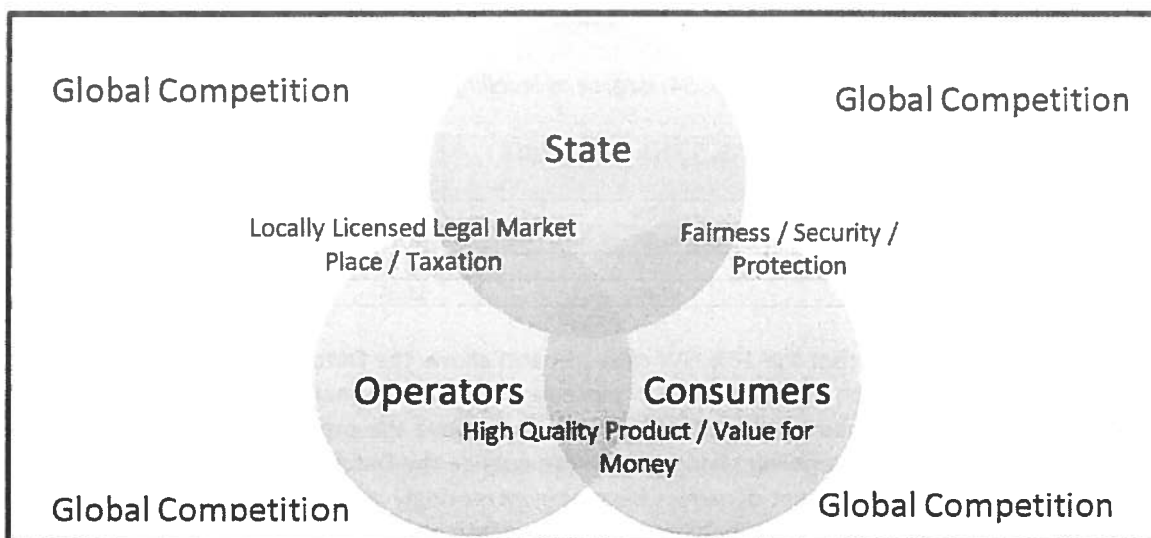 Global Competition
Global Competition
State
Locally Licensed Legal Market
Place / Taxation
Fairness / Security /
Protection
Operators
Consumers
High Quality Product / Value for
Money
Global Competition
Global Competition